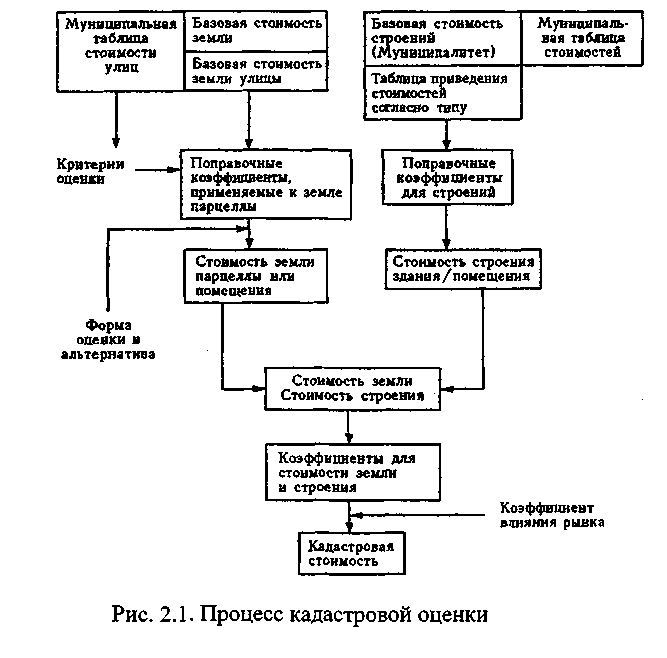 Муниципальная
таблица
стоимости
улиц
Базовая стоимость
земли
Базовая стоимость
земли улицы
Базовая стоимость
строений
(Муниципалитет)
Муниципаль-
ная таблица
стоимостей
Таблица приведения
стоимостей
согласно типу
Критерии
оценки
Поправочные
коэффициенты,
применяемые к земле
парцеллы
Поправочные
коэффициенты
для строений
Стоимость земли
парцеллы или
помещения
Стоимость строения
здания/помещения
Форма
оценки и
альтернатива
Стоимость земли
Стоимость строения
Коэффициенты для
стоимости земли
и строения
Коэффициент
влияния рынка
Кадастровая
стоимость
Рис. 2.1. Процесс кадастровой оценки